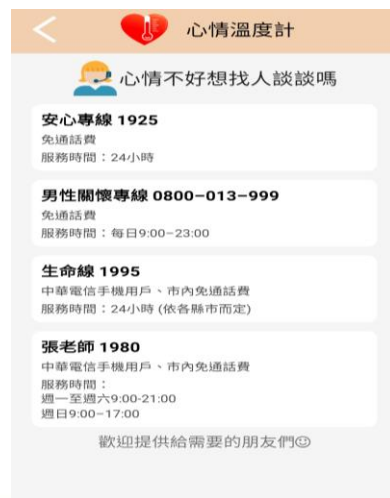 心情溫度計
心情不好想找人談談嗎
安心專線 1925
免通話費
服務時間：24小時
男性關懷專線 0800-013-999
免通話費
服務時間：每日9:00-23:00
生命線 1995
中華電信手機用戶、市內免通話費
服務時間：24小時 (依各縣市而定)
張老師 1980
中華電信手機用戶、市內免通話費
服務時間：
週一至週六9:00-21:00
週日9:00-17:00
歡迎提供給需要的朋友們☺